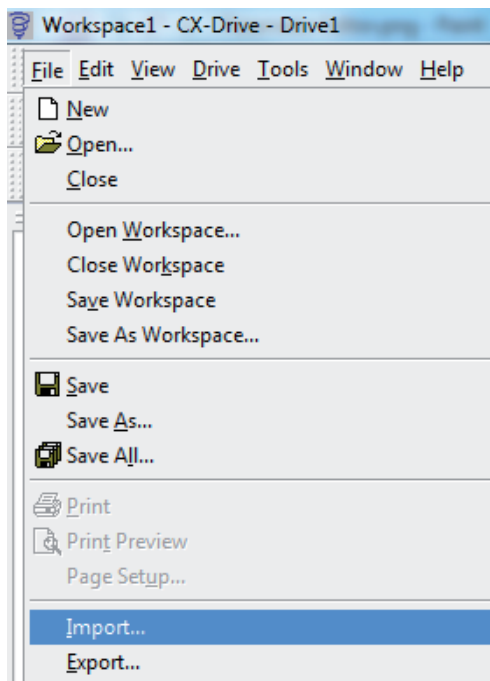 Workspace1 - CX-Drive - Drive1
File Edit View Drive Tools Window Help
New
Open...
Close
Open Workspace...
Close Workspace
Save Workspace
Save As Workspace...
Save
Save As...
Save All...
Print
Print Preview
Page Setup...
Import...
Export...